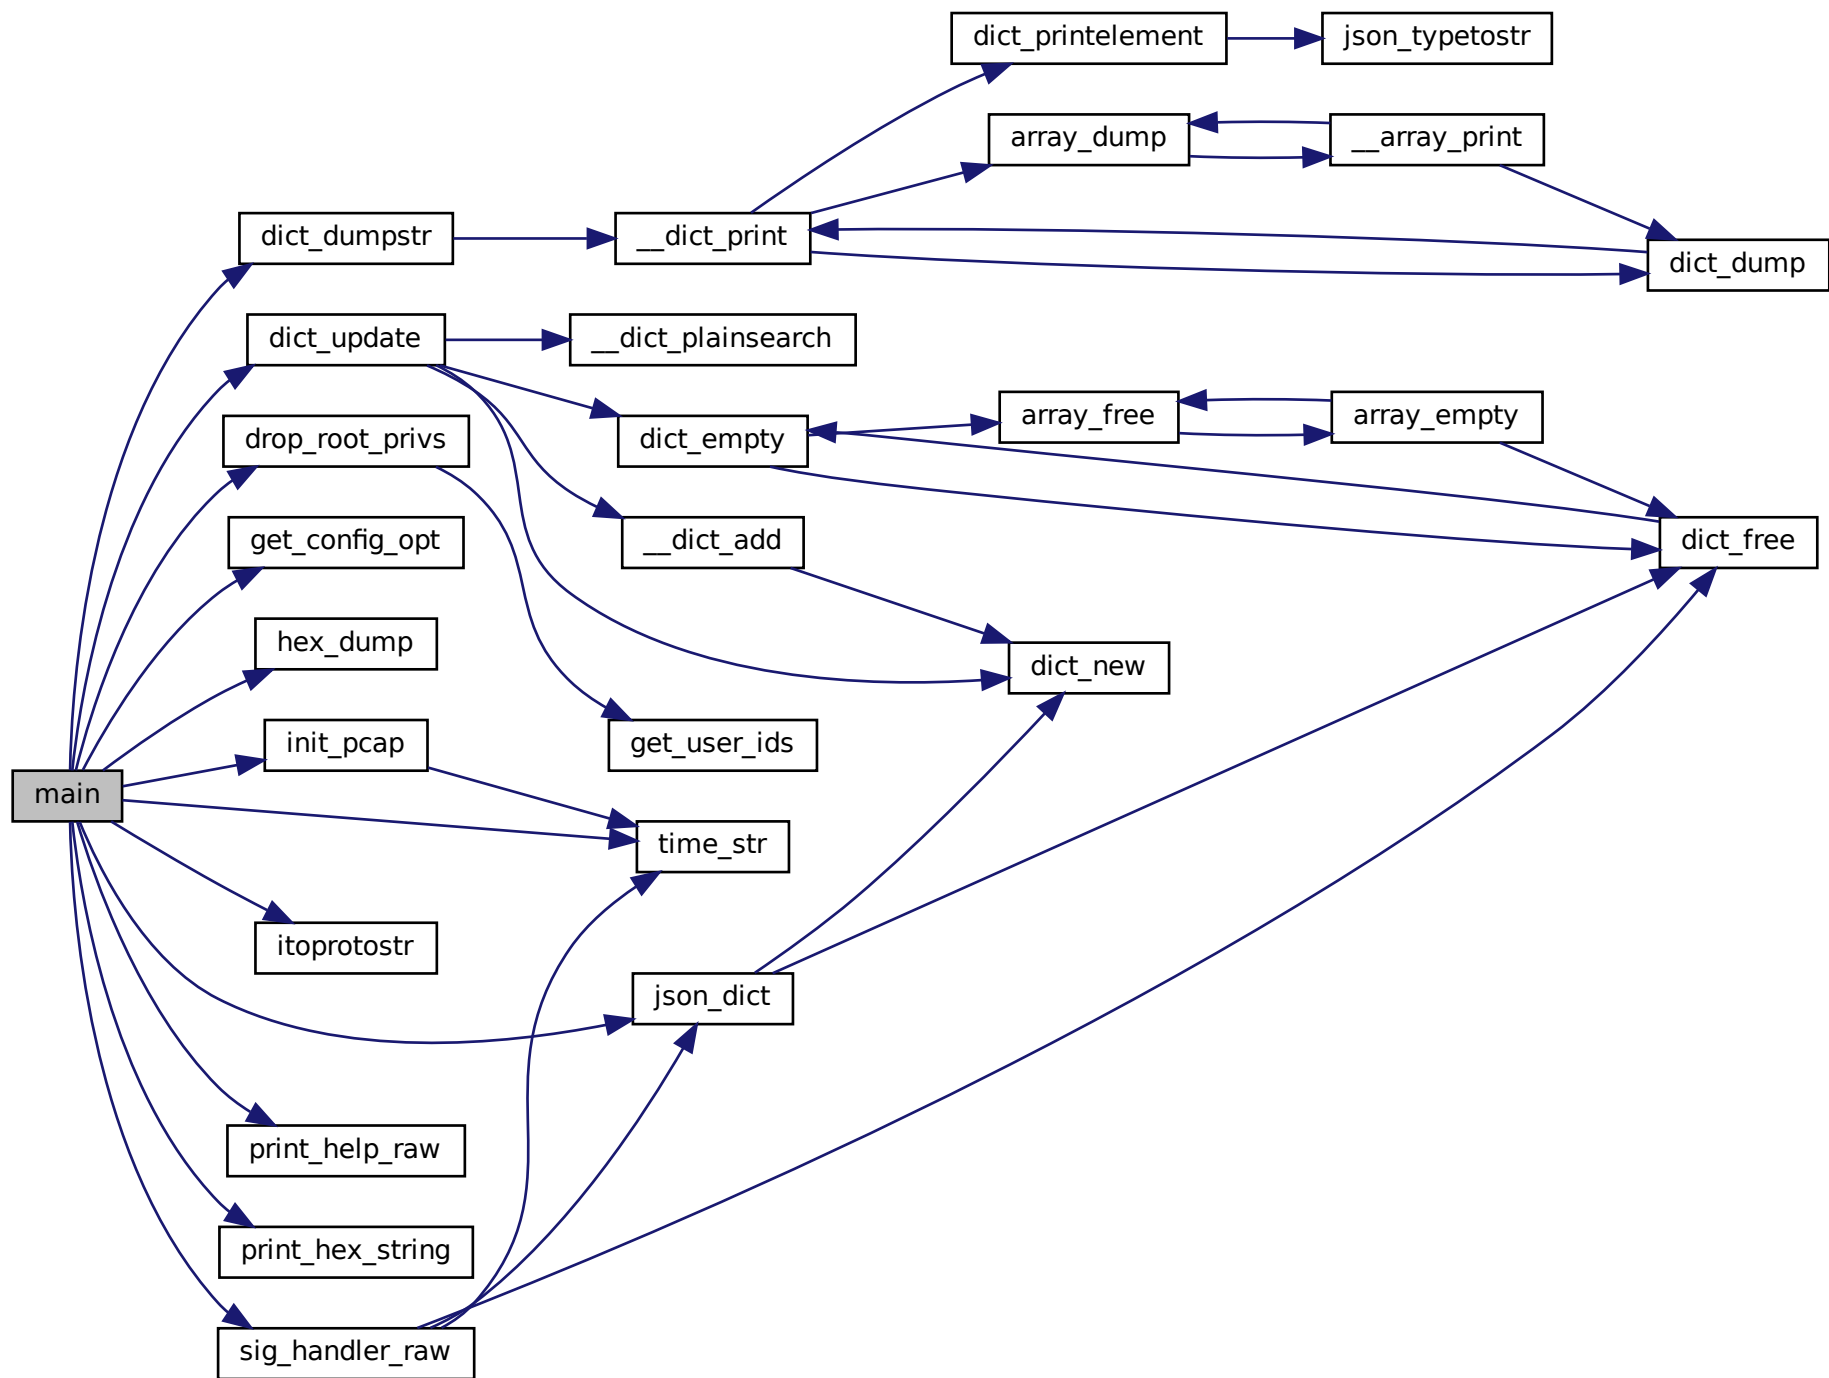 dict_printelement
json_typetostr
array_dump
__array_print
dict_dumpstr
__dict_print
dict_dump
dict_update
__dict_plainsearch
array_free
array_empty
drop_root_privs
dict_empty
get_config_opt
__dict_add
dict_free
hex_dump
dict_new
init_pcap
get_user_ids
main
time_str
itoprotostr
json_dict
print_help_raw
print_hex_string
sig_handler_raw